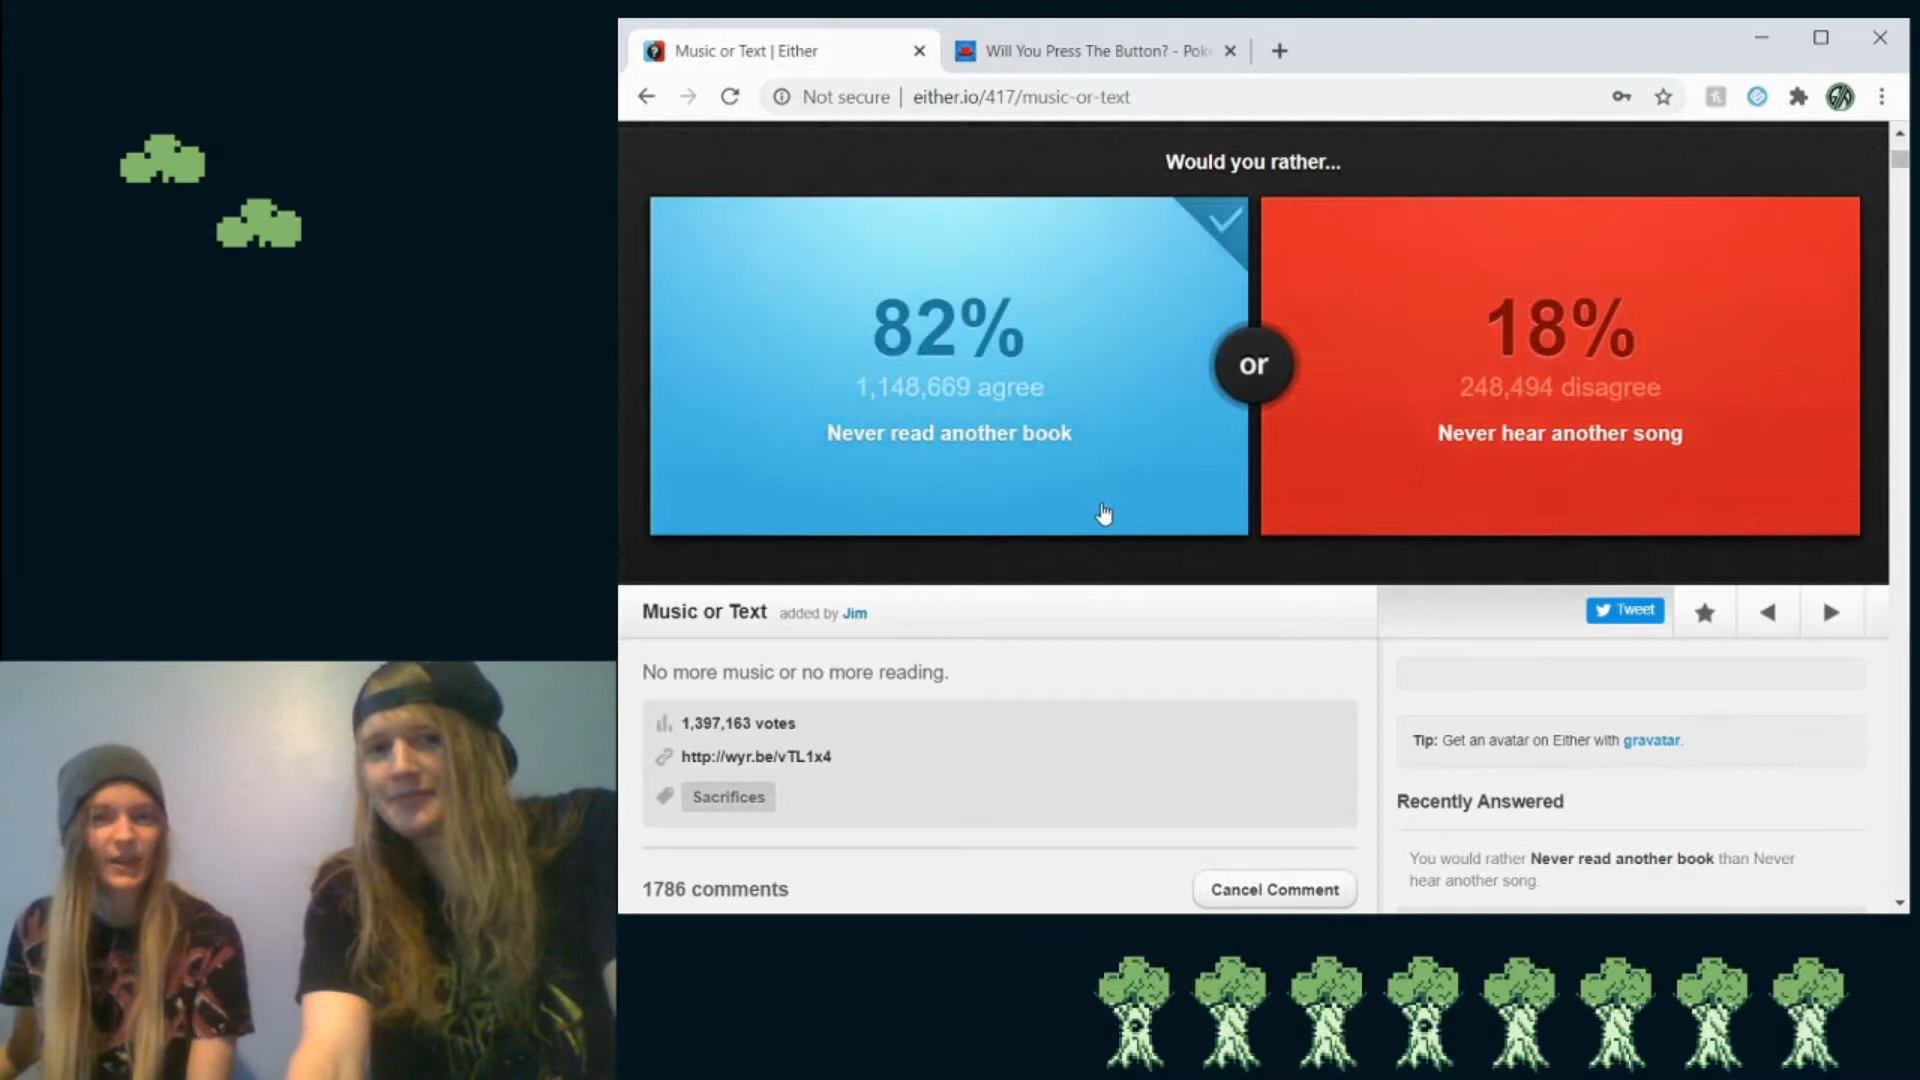 Music or Text | Either
Will You Press The Button? - Pok
Not secure | either.io/417/music-or-text
Would you rather...
82%
1,148,669 agree
Never read another book
or
18%
248,494 disagree
Never hear another song
Music or Text added by Jim
Tweet
No more music or no more reading.
1,397,163 votes
http://wyr.be/vTL1x4
Sacrifices
1786 comments
Cancel Comment
Tip: Get an avatar on Either with gravatar.
Recently Answered
You would rather Never read another book than Never
hear another song.